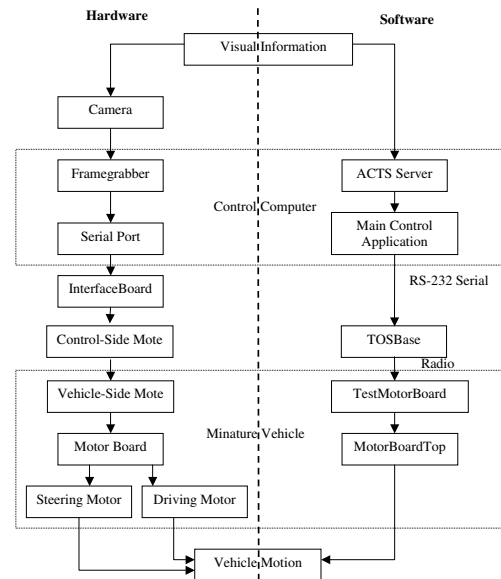 Hardware
Software
Visual Information
Camera
Framegrabber
ACTS Server
Control Computer
Serial Port
Main Control
Application
RS-232 Serial
InterfaceBoard
Control-Side Mote
TOSBase
Radio
Vehicle-Side Mote
TestMotorBoard
Minature Vehicle
Motor Board
MotorBoardTop
Steering Motor
Driving Motor
Vehicle Motion